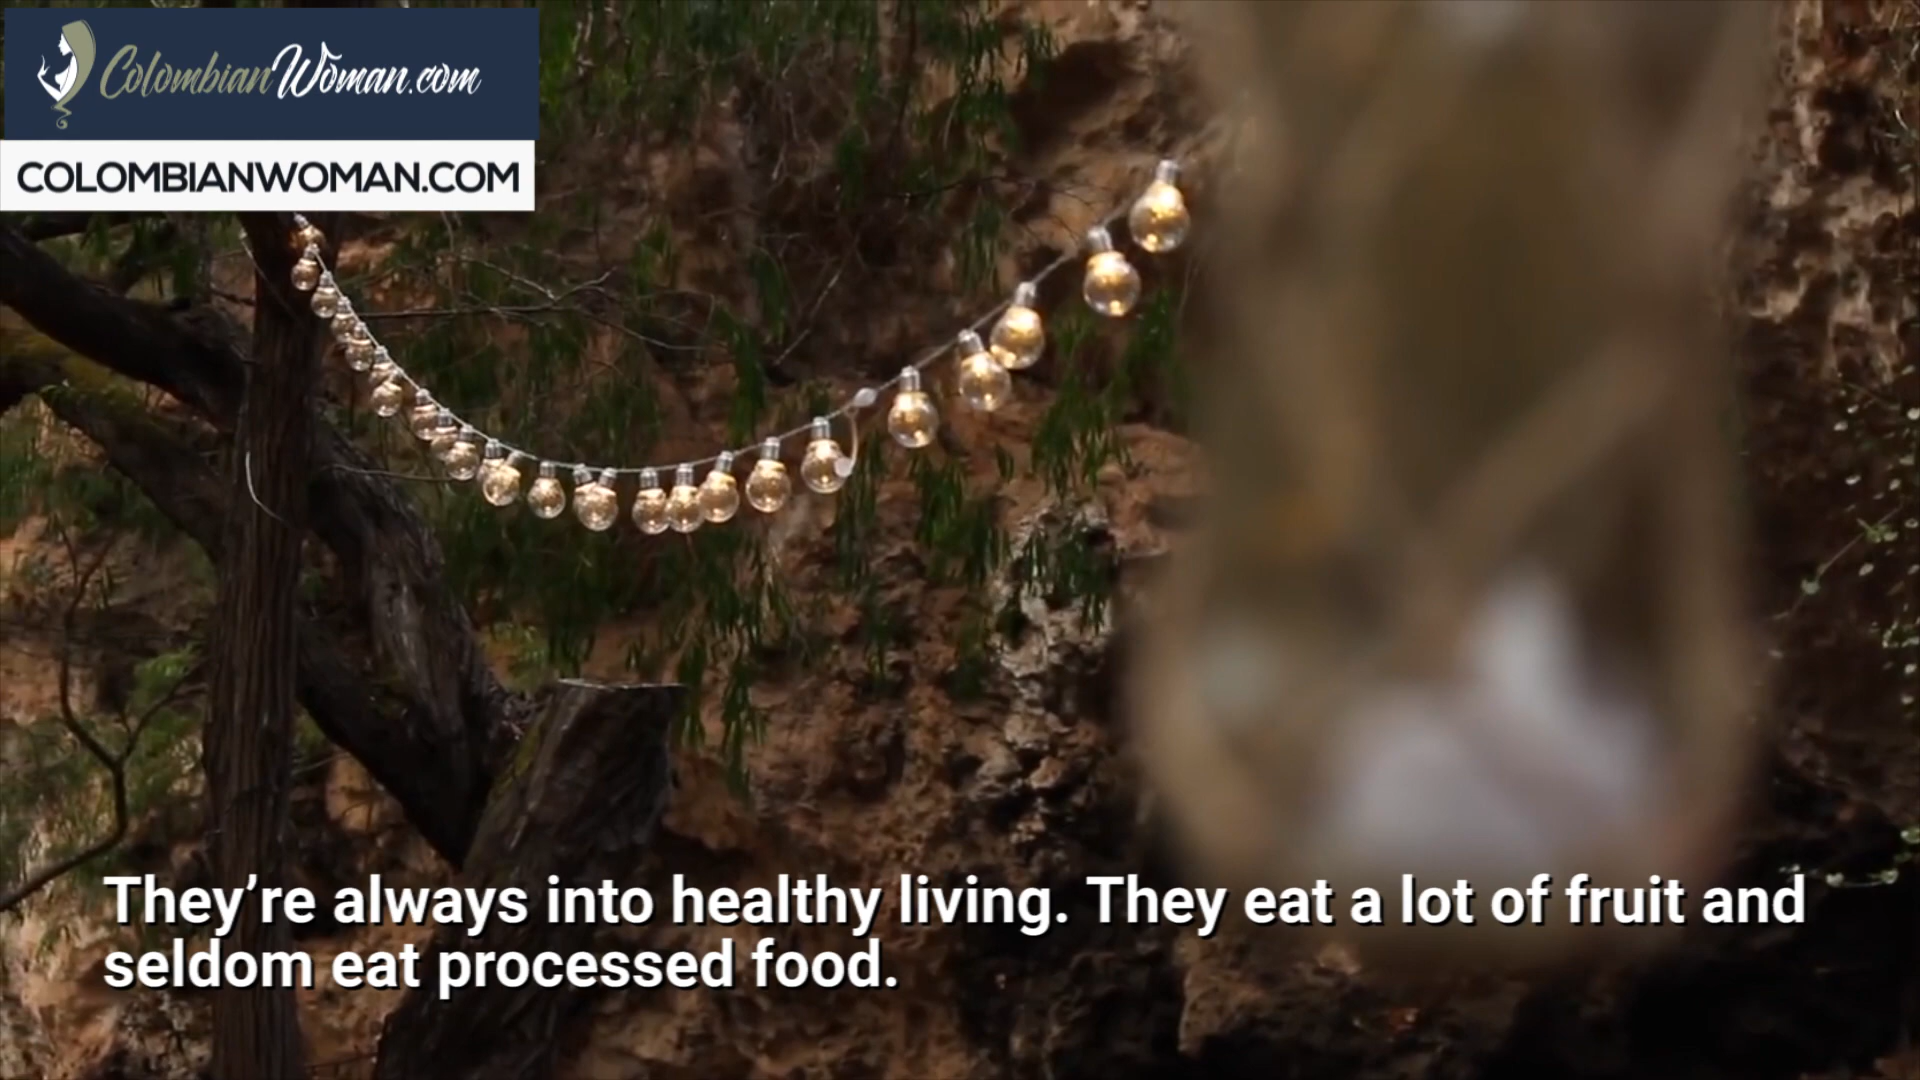 ColombianWoman.com
COLOMBIANWOMAN.COM
They’re always into healthy living. They eat a lot of fruit and
seldom eat processed food.